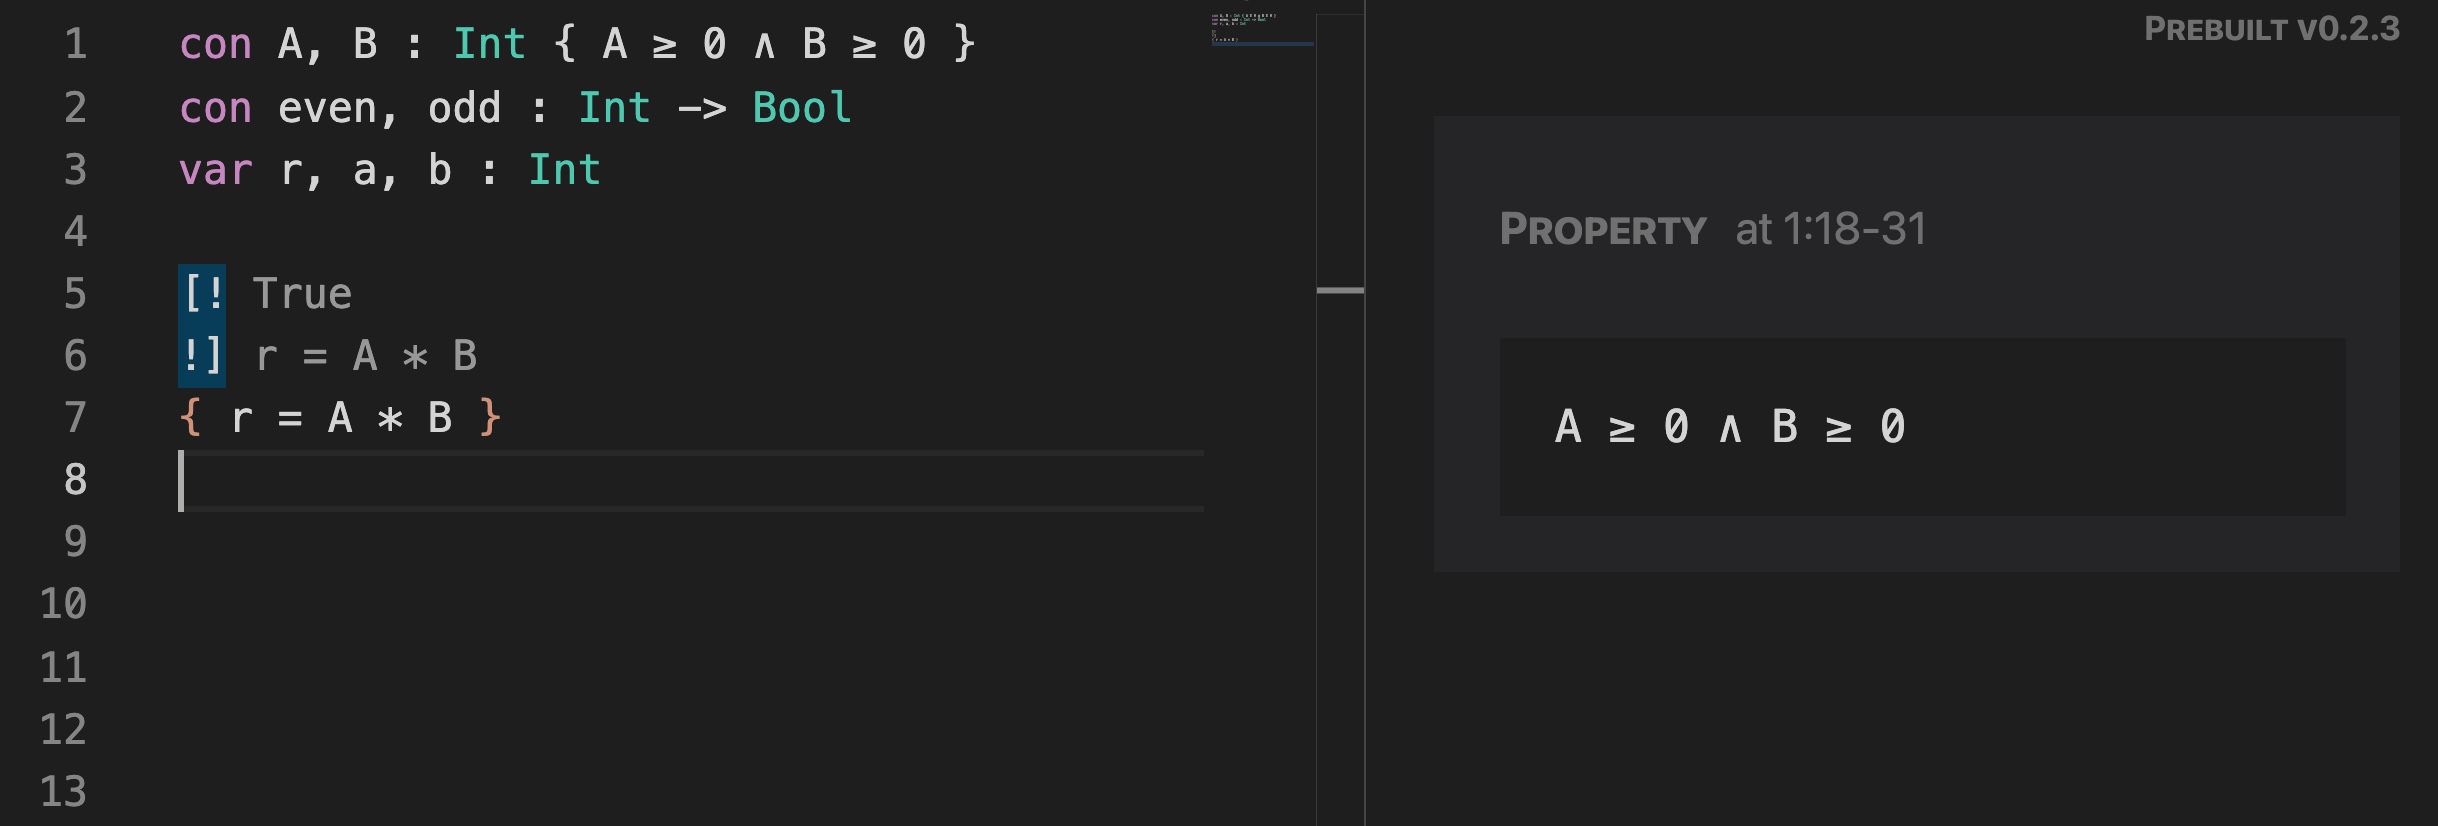 1 con A, B : Int { A ≥ 0 ∧ B ≥ 0 }
2 con even, odd : Int -> Bool
3 var r, a, b : Int
4
5 [! True
6 !] r = A * B
7 { r = A * B }
8
9
10
11
12
13
PREBUILT V0.2.3
PROPERTY at 1:18-31
A ≥ 0 ∧ B ≥ 0